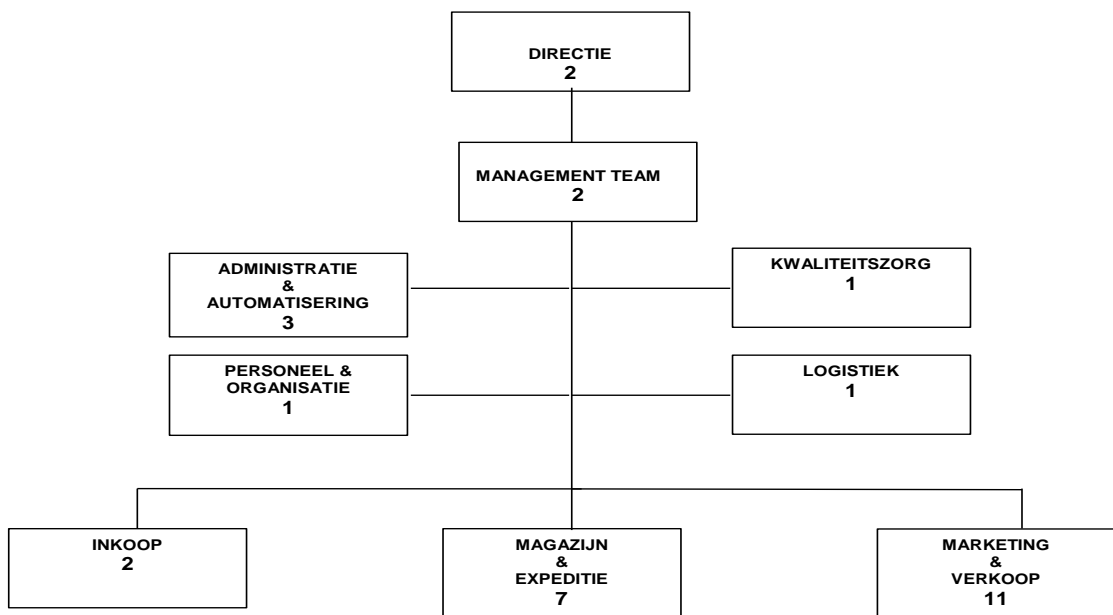 DIRECTIE
2
MANAGEMENT TEAM
2
ADMINISTRATIE
&
AUTOMATISERING
3
KWALITEITSZORG
1
PERSONEEL &
ORGANISATIE
1
LOGISTIEK
1
INKOOP
2
MAGAZIJN
&
EXPEDITIE
7
MARKETING
&
VERKOOP
11